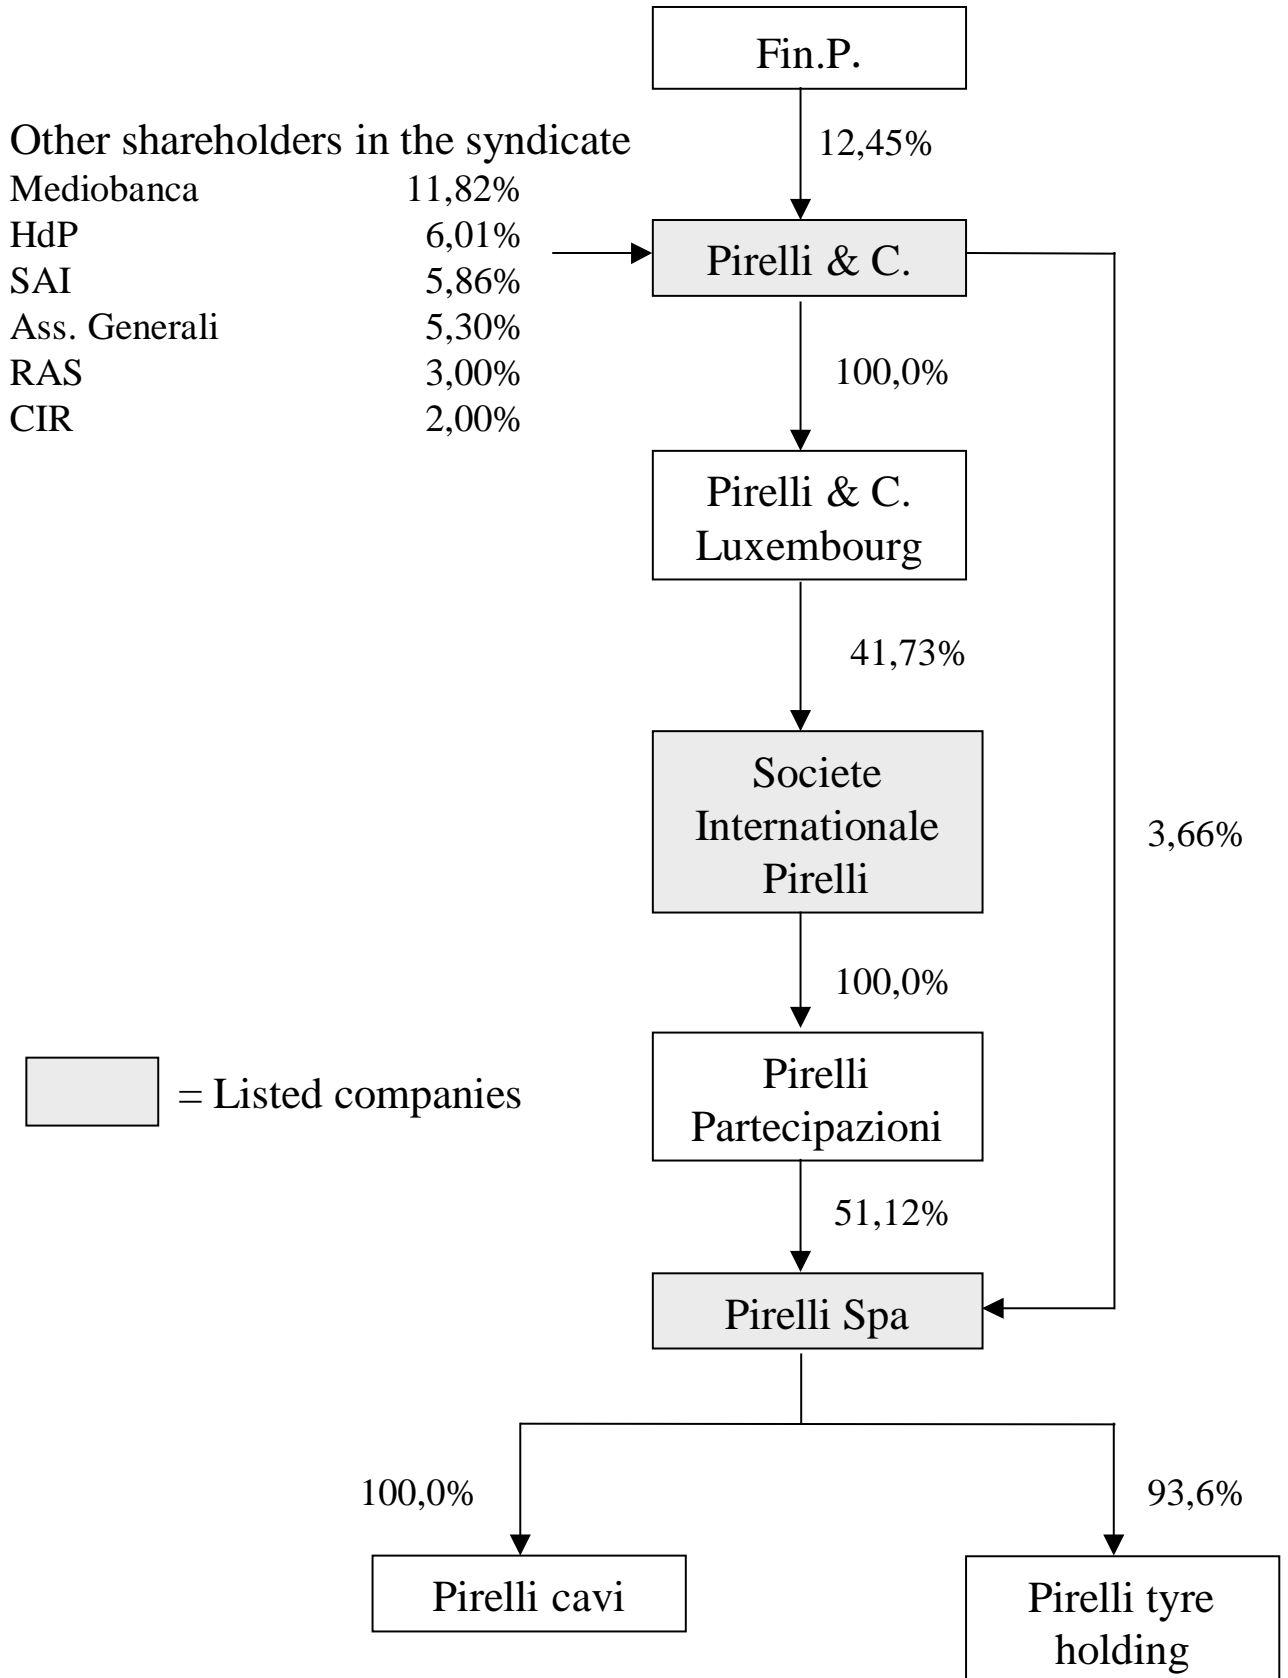 Fin.P.
12,45%
Other shareholders in the syndicate
Mediobanca 11,82%
HdP 6,01%
SAI 5,86%
Ass. Generali 5,30%
RAS 3,00%
CIR 2,00%
Pirelli & C.
100,0%
Pirelli & C.
Luxembourg
41,73%
Societe
Internationale
Pirelli
3,66%
100,0%
Pirelli
Partecipazioni
= Listed companies
51,12%
Pirelli Spa
100,0%
93,6%
Pirelli cavi
Pirelli tyre
holding